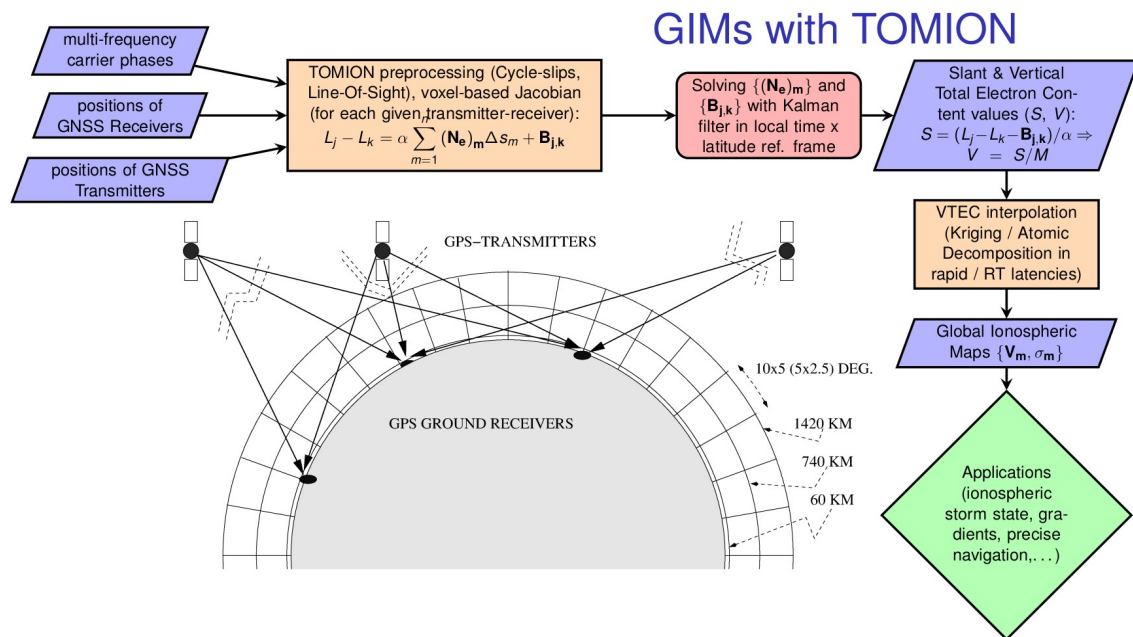 GIMs with TOMION
multi-frequency
carrier phases
positions of
GNSS Receivers
positions of GNSS
Transmitters
TOMION preprocessing (Cycle-slips,
Line-Of-Sight), voxel-based Jacobian
(for each given transmitter-receiver):
L_j − L_k = α ∑_{m=1}^{n} (N_e)_m Δs_m + B_{j,k}
Solving {(N_e)_m} and
{B_{j,k}} with Kalman
filter in local time x
latitude ref. frame
Slant & Vertical
Total Electron Con-
tent values (S, V):
S = (L_j−L_k−B_{j,k})/α ⇒
V = S/M
VTEC interpolation
(Kriging / Atomic
Decomposition in
rapid / RT latencies)
Global Ionospheric
Maps {V_m, σ_m}
Applications
(ionospheric
storm state, gra-
dients, precise
navigation,...)
GPS−TRANSMITTERS
GPS GROUND RECEIVERS
10x5 (5x2.5) DEG.
1420 KM
740 KM
60 KM